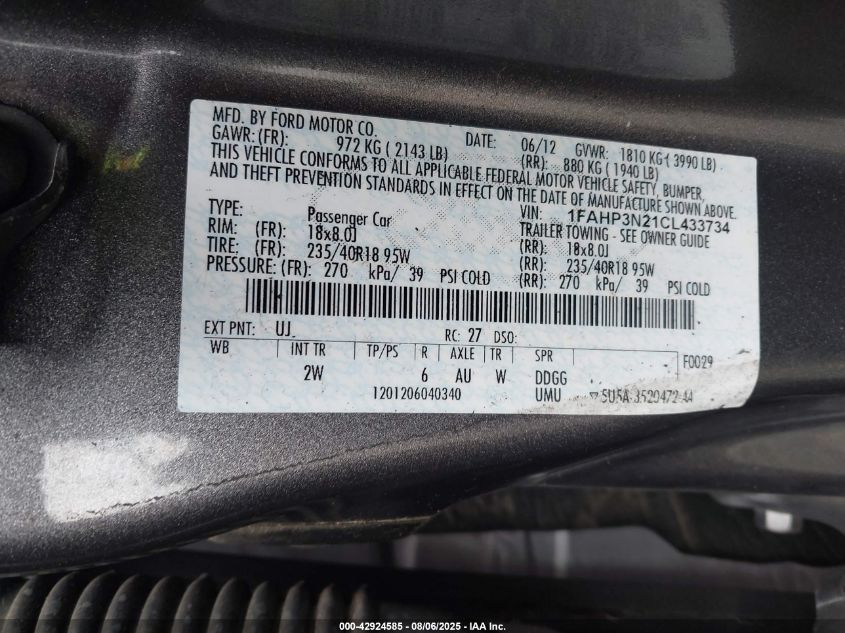 MFD. BY FORD MOTOR CO. DATE: 06/12 GVWR: 1810 KG ( 3990 LB)
GAWR: (FR): 972 KG ( 2143 LB) (RR): 880 KG ( 1940 LB)
THIS VEHICLE CONFORMS TO ALL APPLICABLE FEDERAL MOTOR VEHICLE SAFETY, BUMPER,
AND THEFT PREVENTION STANDARDS IN EFFECT ON THE DATE OF MANUFACTURE SHOWN ABOVE.
VIN: 1FAHP3N21CL433734
TYPE: Passenger Car TRAILER TOWING - SEE OWNER GUIDE
RIM: (FR): 18x8.0J (RR): 18x8.0J
TIRE: (FR): 235/40R18 95W (RR): 235/40R18 95W
PRESSURE: (FR): 270 kPa/ 39 PSI COLD (RR): 270 kPa/ 39 PSI COLD
EXT PNT: UJ RC: 27 DSO:
WB INT TR TP/PS R AXLE TR SPR F0029
2W 6 AU W DDGG
1201206040340 UMU 5U5A-3520472-AA
000-42924585 - 08/06/2025 - IAA Inc.